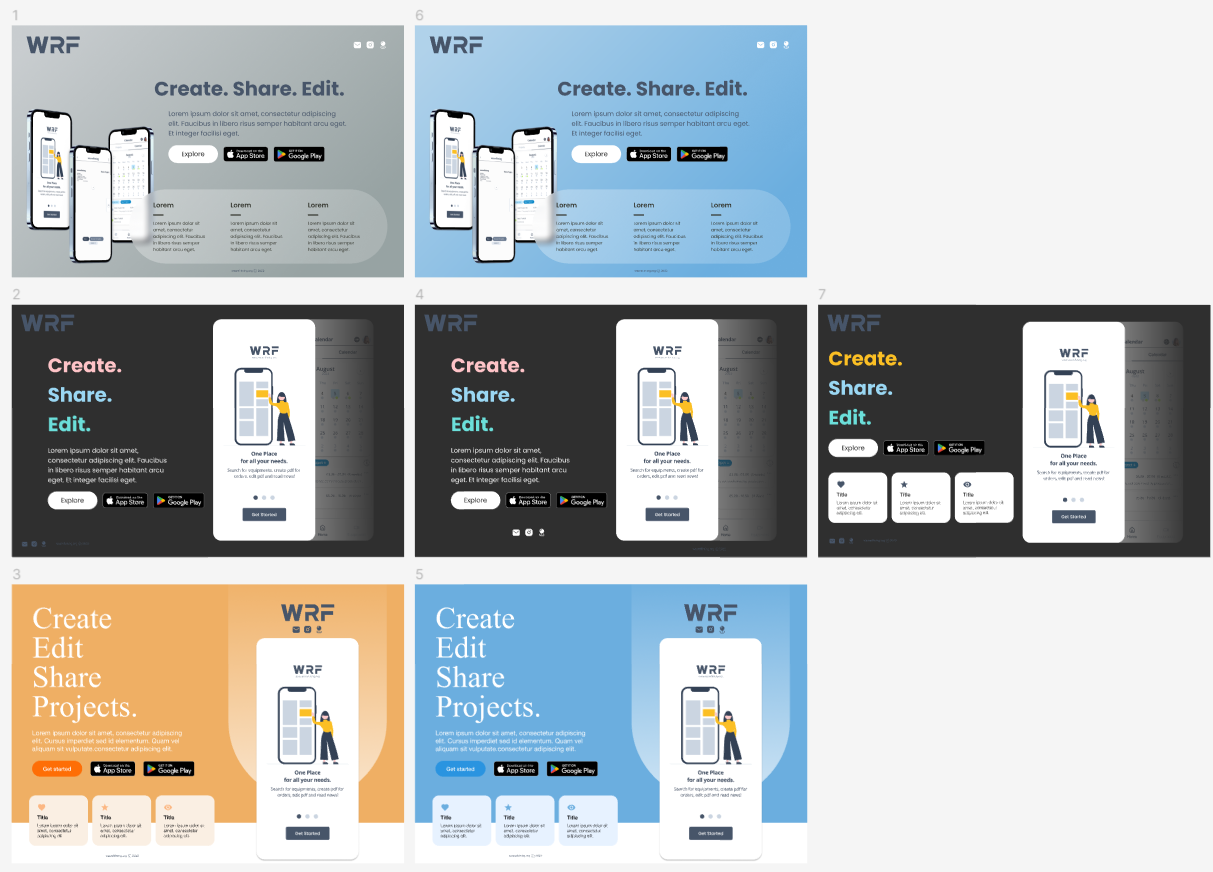 1
WRF
Create. Share. Edit.
Lorem ipsum dolor sit amet, consectetur adipiscing
elit. Faucibus in libero risus semper habitant arcu eget.
Et integer facilisi eget.
Explore
Download on the
App Store
GET IT ON
Google Play
WRF
Lorem
Lorem ipsum dolor sit
amet, consectetur
adipiscing elit. Faucibus
in libero risus semper
habitant arcu eget.
Lorem
Lorem ipsum dolor sit
amet, consectetur
adipiscing elit. Faucibus
in libero risus semper
habitant arcu eget.
Lorem
Lorem ipsum dolor sit
amet, consectetur
adipiscing elit. Faucibus
in libero risus semper
habitant arcu eget.
6
WRF
Create. Share. Edit.
Lorem ipsum dolor sit amet, consectetur adipiscing
elit. Faucibus in libero risus semper habitant arcu eget.
Et integer facilisi eget.
Explore
Download on the
App Store
GET IT ON
Google Play
WRF
Lorem
Lorem ipsum dolor sit
amet, consectetur
adipiscing elit. Faucibus
in libero risus semper
habitant arcu eget.
Lorem
Lorem ipsum dolor sit
amet, consectetur
adipiscing elit. Faucibus
in libero risus semper
habitant arcu eget.
Lorem
Lorem ipsum dolor sit
amet, consectetur
adipiscing elit. Faucibus
in libero risus semper
habitant arcu eget.
2
WRF
Create.
Share.
Edit.
Lorem ipsum dolor sit amet,
consectetur adipiscing elit. Faucibus
in libero risus semper habitant arcu
eget. Et integer facilisi eget.
Explore
Download on the
App Store
GET IT ON
Google Play
WRF
One Place
for all your needs.
Search for equipments, create pdf for
orders, edit pdf and read news!
Get Started
Calendar
August
4
WRF
Create.
Share.
Edit.
Lorem ipsum dolor sit amet,
consectetur adipiscing elit. Faucibus
in libero risus semper habitant arcu
eget. Et integer facilisi eget.
Explore
Download on the
App Store
GET IT ON
Google Play
WRF
One Place
for all your needs.
Search for equipments, create pdf for
orders, edit pdf and read news!
Get Started
Calendar
August
7
WRF
Create.
Share.
Edit.
Explore
Download on the
App Store
GET IT ON
Google Play
Title
Lorem ipsum dolor sit
amet, consectetur
adipiscing elit.
Title
Lorem ipsum dolor sit
amet, consectetur
adipiscing elit.
Title
Lorem ipsum dolor sit
amet, consectetur
adipiscing elit.
WRF
One Place
for all your needs.
Search for equipments, create pdf for
orders, edit pdf and read news!
Get Started
Calendar
August
3
Create
Edit
Share
Projects.
Lorem ipsum dolor sit amet, consectetur adipiscing
elit. Cursus imperdiet sed id elementum. Quam vel
aliquam sit vulputate.consectetur adipiscing elit.
Get started
Download on the
App Store
GET IT ON
Google Play
Title
Lorem ipsum dolor sit
amet, consectetur
adipiscing elit.
Title
Lorem ipsum dolor sit
amet, consectetur
adipiscing elit.
Title
Lorem ipsum dolor sit
amet, consectetur
adipiscing elit.
WRF
WRF
One Place
for all your needs.
Search for equipments, create pdf for
orders, edit pdf and read news!
Get Started
5
Create
Edit
Share
Projects.
Lorem ipsum dolor sit amet, consectetur adipiscing
elit. Cursus imperdiet sed id elementum. Quam vel
aliquam sit vulputate.consectetur adipiscing elit.
Get started
Download on the
App Store
GET IT ON
Google Play
Title
Lorem ipsum dolor sit
amet, consectetur
adipiscing elit.
Title
Lorem ipsum dolor sit
amet, consectetur
adipiscing elit.
Title
Lorem ipsum dolor sit
amet, consectetur
adipiscing elit.
WRF
WRF
One Place
for all your needs.
Search for equipments, create pdf for
orders, edit pdf and read news!
Get Started